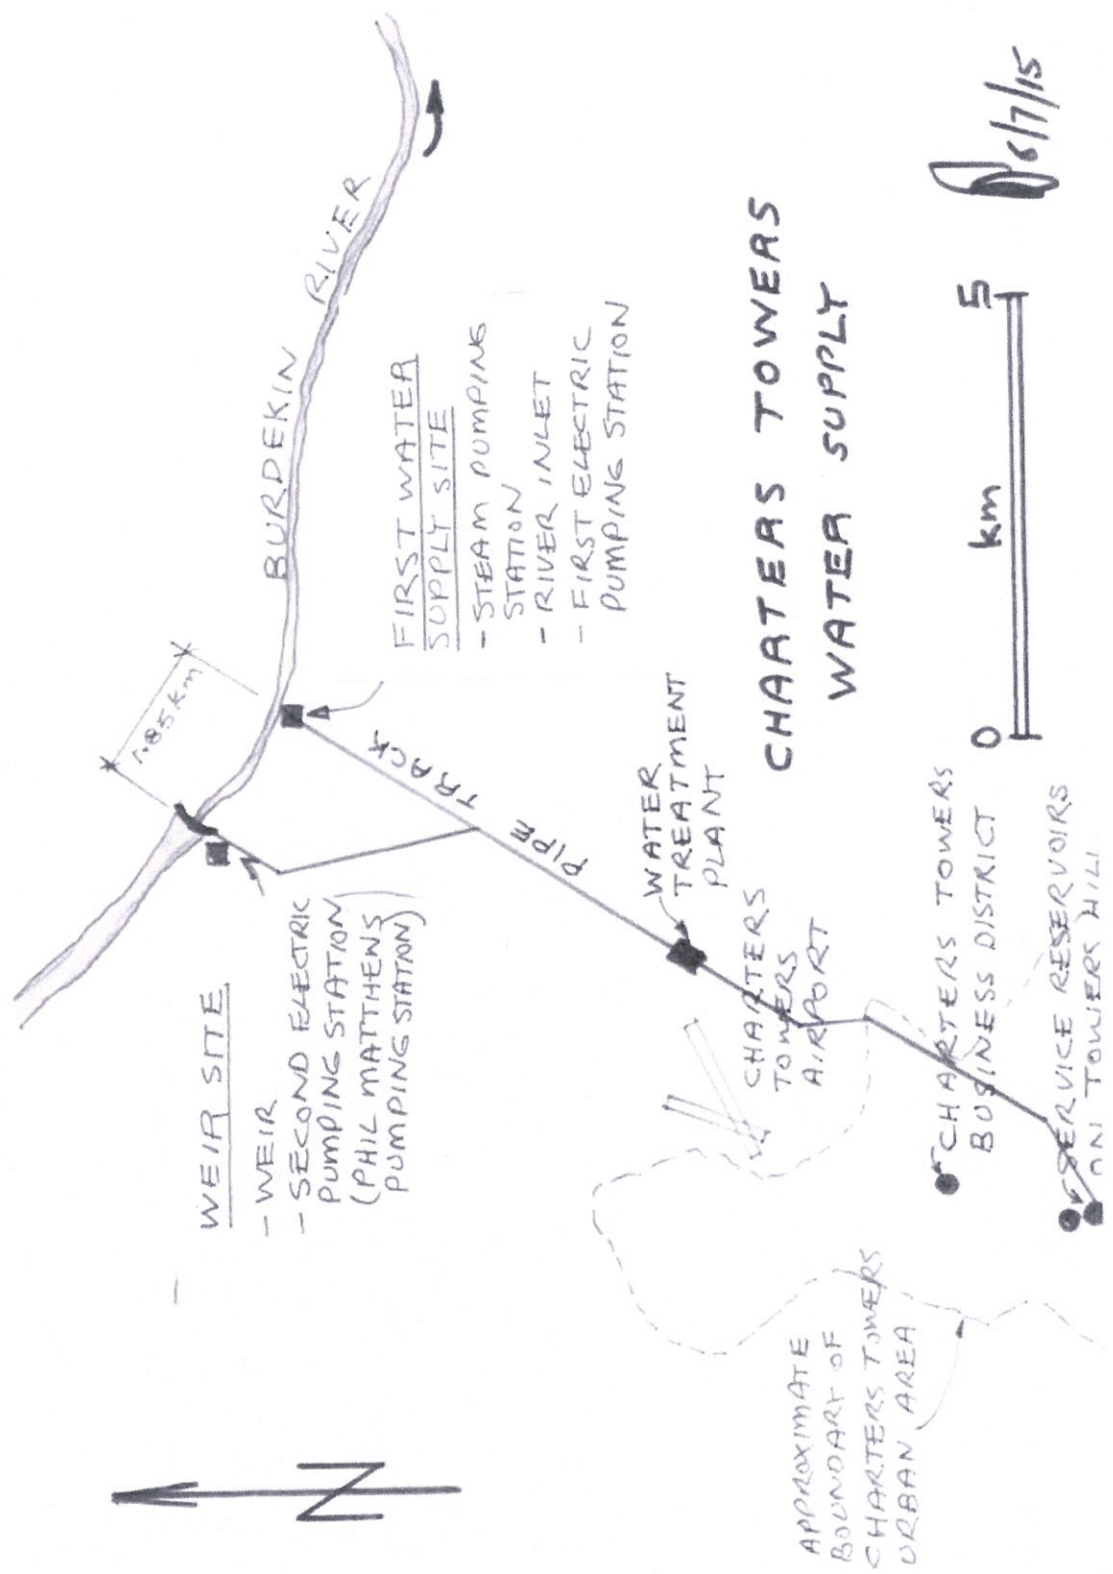 BURDEKIN RIVER
1.85km
FIRST WATER
SUPPLY SITE
- STEAM PUMPING
STATION
- RIVER INLET
- FIRST ELECTRIC
PUMPING STATION
WEIR SITE
- WEIR
- SECOND ELECTRIC
PUMPING STATION
(PHIL MATTHENS
PUMPING STATION)
PIPE TRACK
WATER
TREATMENT
PLANT
CHARTERS
TOWERS
AIRPORT
CHARTERS TOWERS
BUSINESS DISTRICT
SERVICE RESERVOIRS
ON TOWERS HILL
APPROXIMATE
BOUNDARY OF
CHARTERS TOWERS
URBAN AREA
N
CHARTERS TOWERS
WATER SUPPLY
0 km 5
6/7/15